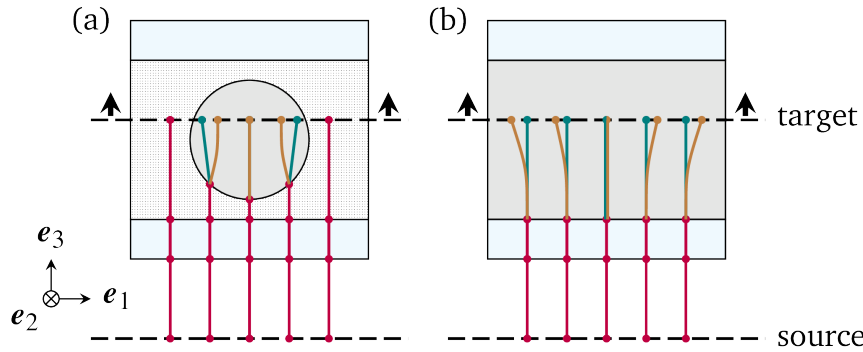 (a) (b)
target
e₃
e₁
e₂
source